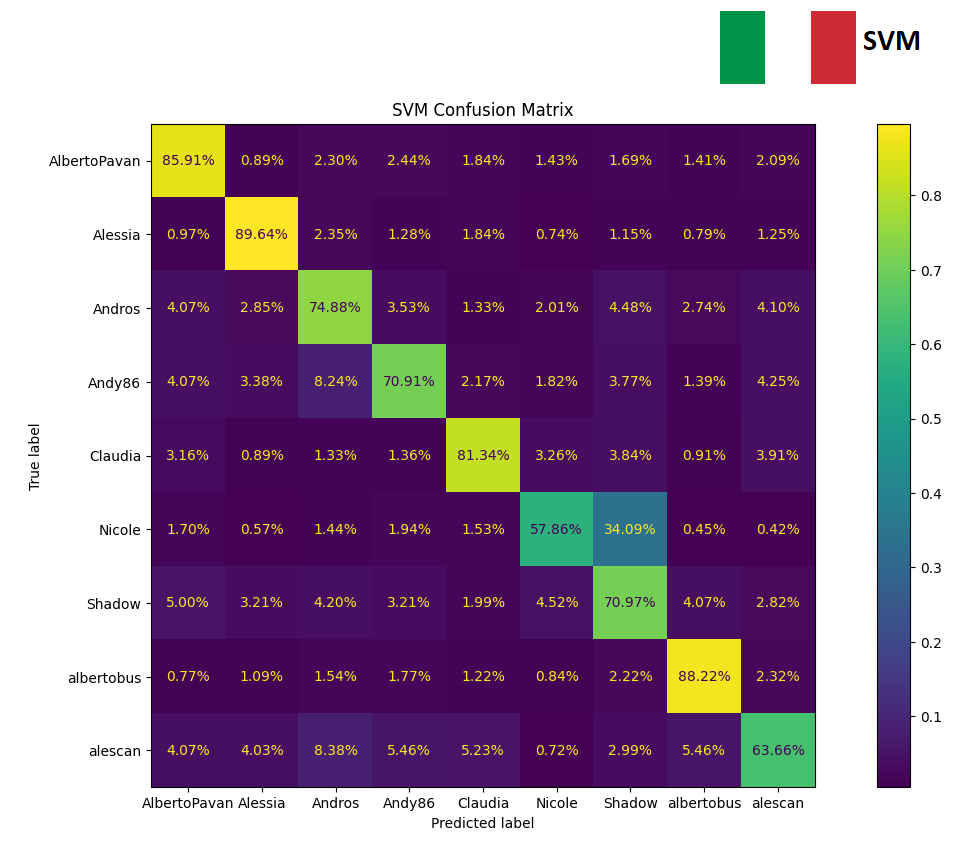 SVM
SVM Confusion Matrix
True label
AlbertoPavan 85.91% 0.89% 2.30% 2.44% 1.84% 1.43% 1.69% 1.41% 2.09%
Alessia 0.97% 89.64% 2.35% 1.28% 1.84% 0.74% 1.15% 0.79% 1.25%
Andros 4.07% 2.85% 74.88% 3.53% 1.33% 2.01% 4.48% 2.74% 4.10%
Andy86 4.07% 3.38% 8.24% 70.91% 2.17% 1.82% 3.77% 1.39% 4.25%
Claudia 3.16% 0.89% 1.33% 1.36% 81.34% 3.26% 3.84% 0.91% 3.91%
Nicole 1.70% 0.57% 1.44% 1.94% 1.53% 57.86% 34.09% 0.45% 0.42%
Shadow 5.00% 3.21% 4.20% 3.21% 1.99% 4.52% 70.97% 4.07% 2.82%
albertobus 0.77% 1.09% 1.54% 1.77% 1.22% 0.84% 2.22% 88.22% 2.32%
alescan 4.07% 4.03% 8.38% 5.46% 5.23% 0.72% 2.99% 5.46% 63.66%
AlbertoPavan Alessia Andros Andy86 Claudia Nicole Shadow albertobus alescan
Predicted label
0.8
0.7
0.6
0.5
0.4
0.3
0.2
0.1